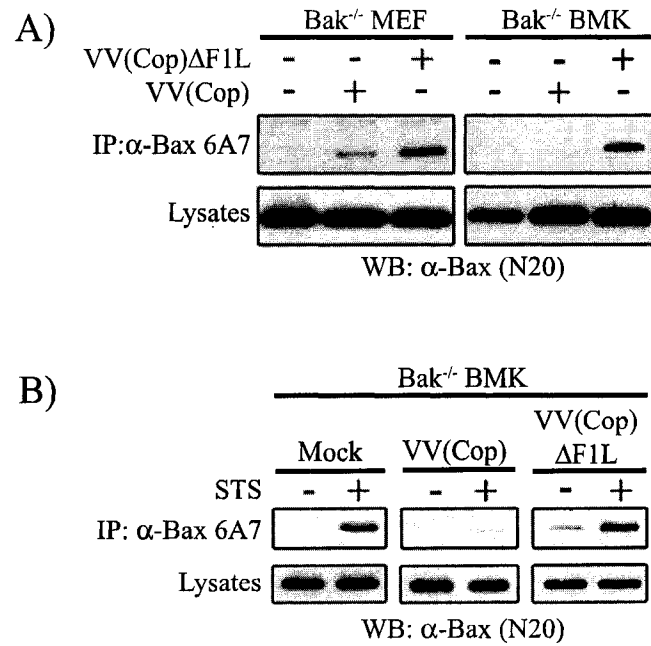 A)
Bak-/- MEF Bak-/- BMK
VV(Cop)ΔF1L - - + - - +
VV(Cop) - + - - + -
IP:α-Bax 6A7
Lysates
WB: α-Bax (N20)
B)
Bak-/- BMK
Mock VV(Cop) VV(Cop) ΔF1L
STS - + - + - +
IP: α-Bax 6A7
Lysates
WB: α-Bax (N20)